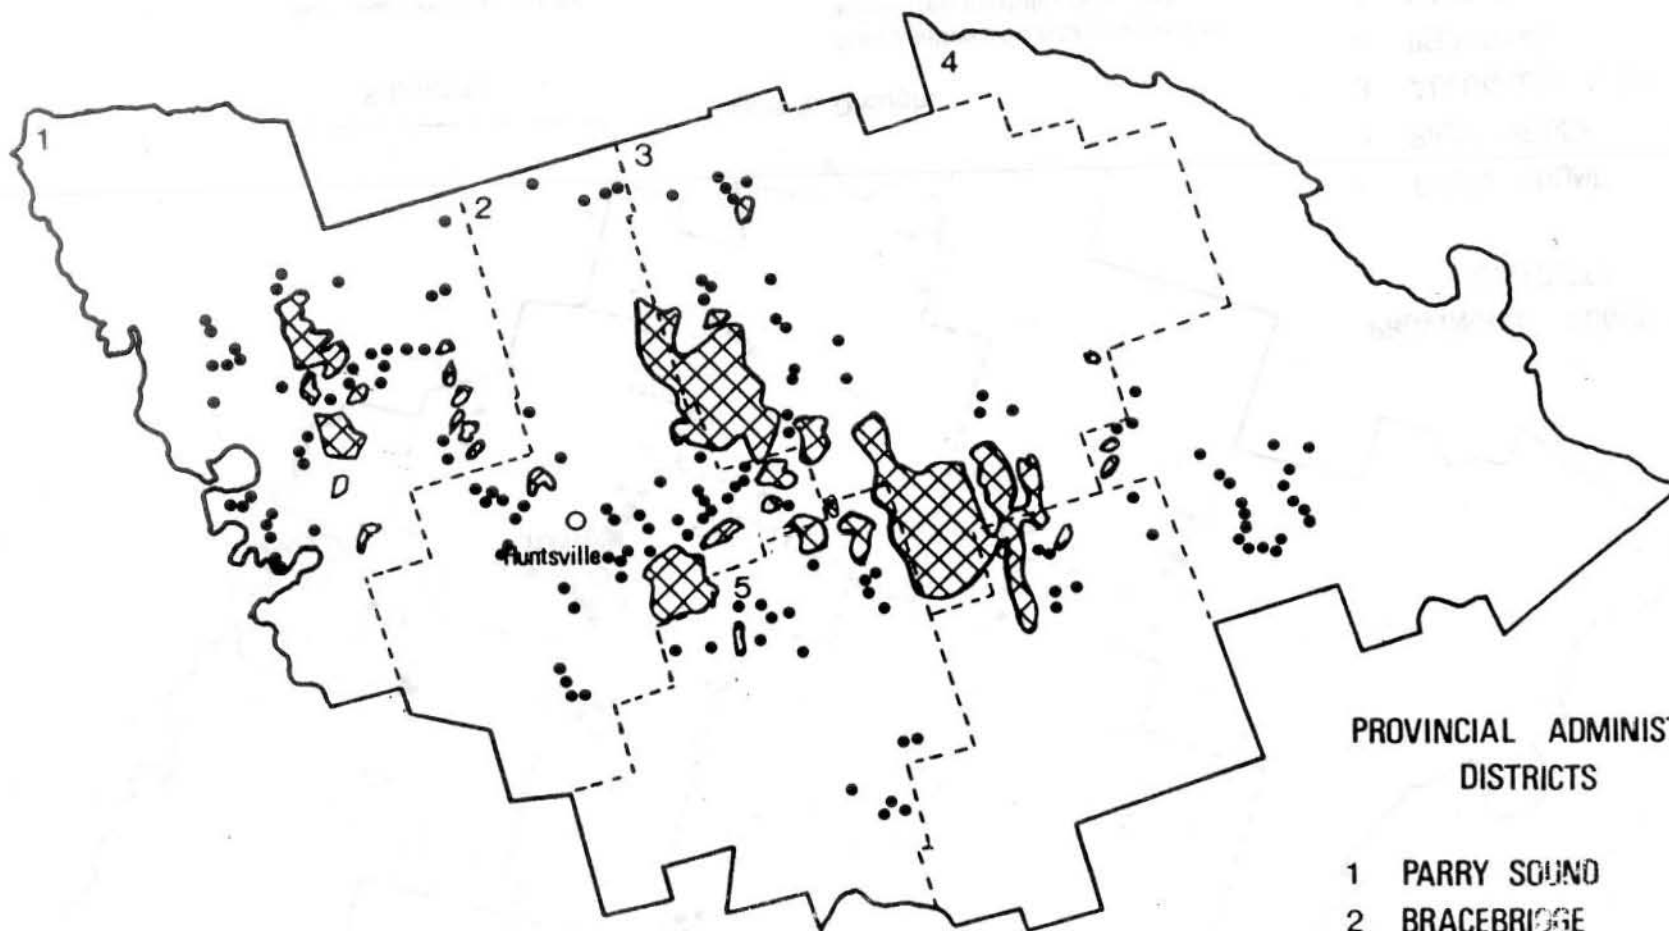 4
1
3
2
Huntsville
5
PROVINCIAL ADMINIS
DISTRICTS
1 PARRY SOUND
2 BRACEBRIDGE